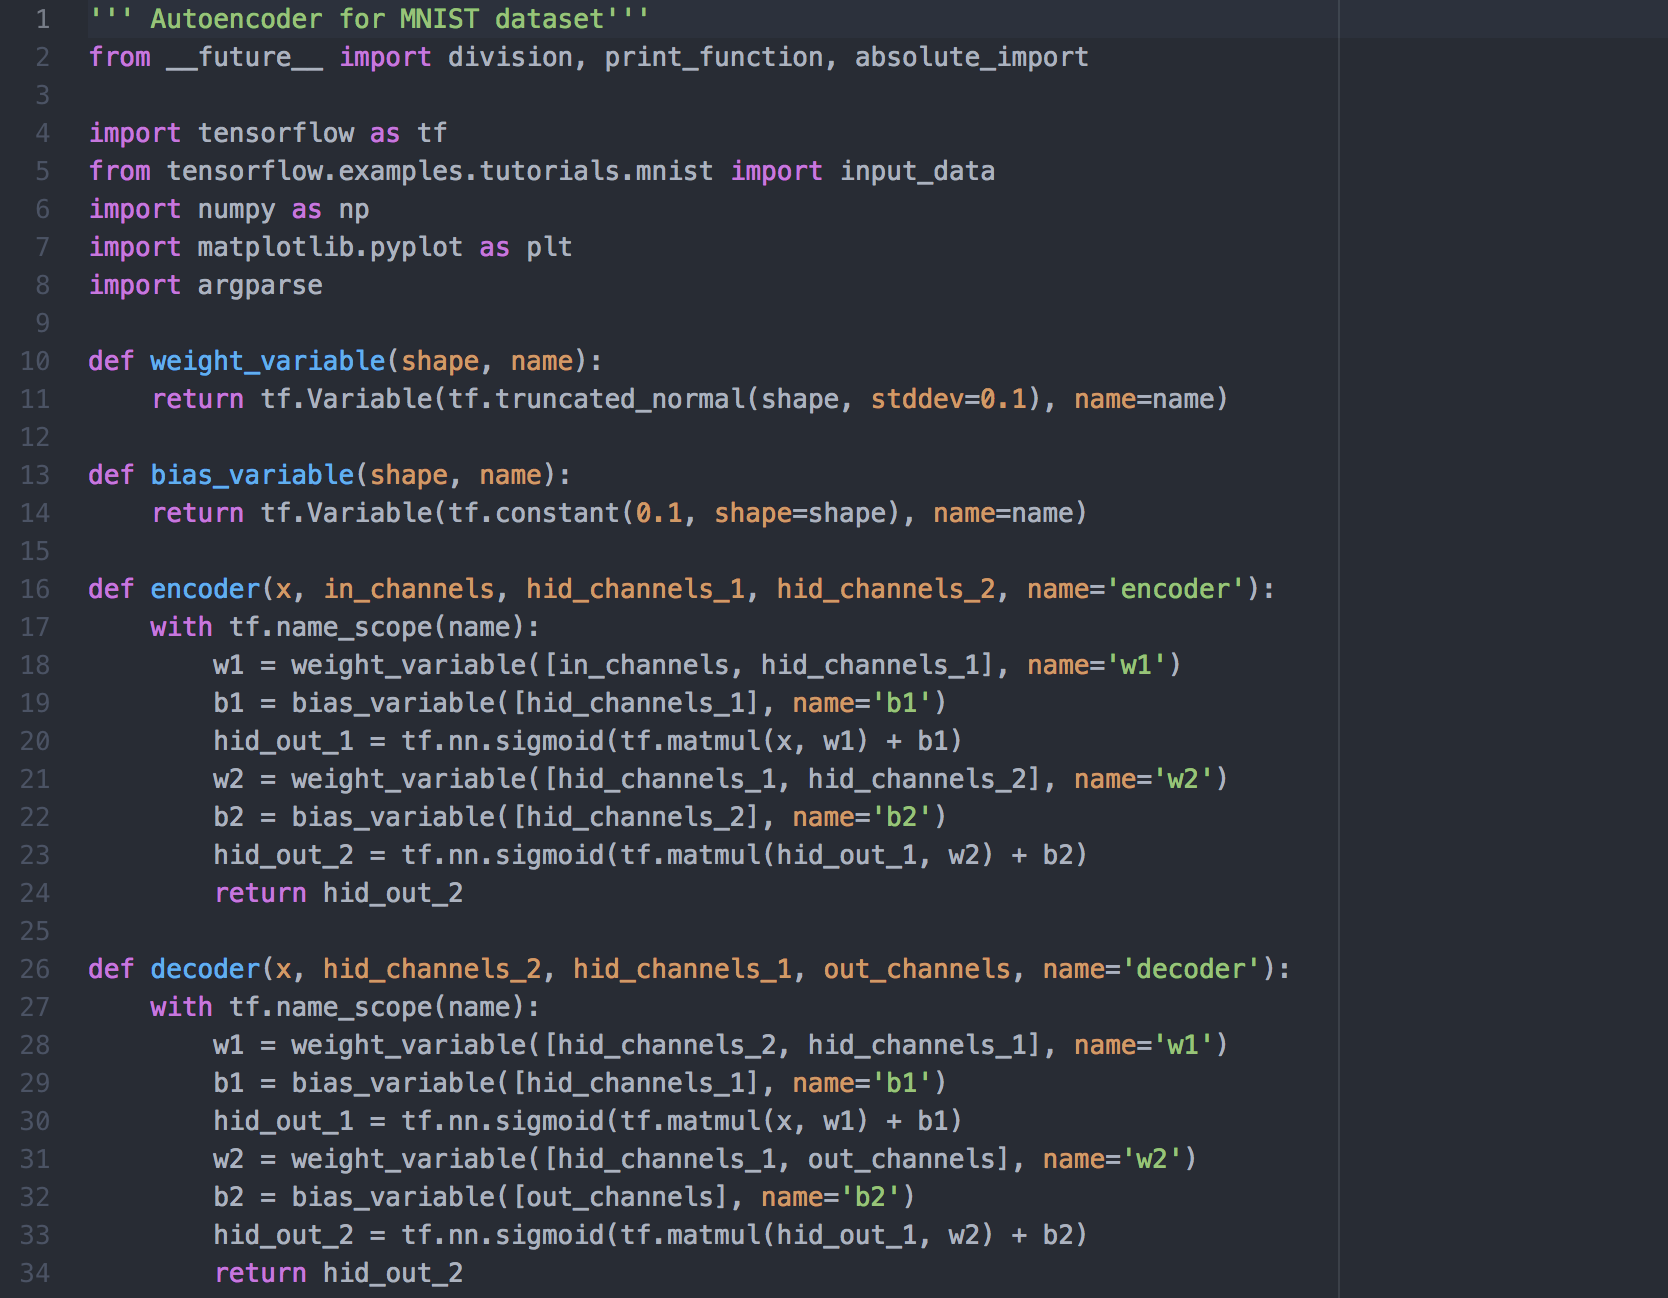 1 ''' Autoencoder for MNIST dataset'''
2 from __future__ import division, print_function, absolute_import
3
4 import tensorflow as tf
5 from tensorflow.examples.tutorials.mnist import input_data
6 import numpy as np
7 import matplotlib.pyplot as plt
8 import argparse
9
10 def weight_variable(shape, name):
11     return tf.Variable(tf.truncated_normal(shape, stddev=0.1), name=name)
12
13 def bias_variable(shape, name):
14     return tf.Variable(tf.constant(0.1, shape=shape), name=name)
15
16 def encoder(x, in_channels, hid_channels_1, hid_channels_2, name='encoder'):
17     with tf.name_scope(name):
18         w1 = weight_variable([in_channels, hid_channels_1], name='w1')
19         b1 = bias_variable([hid_channels_1], name='b1')
20         hid_out_1 = tf.nn.sigmoid(tf.matmul(x, w1) + b1)
21         w2 = weight_variable([hid_channels_1, hid_channels_2], name='w2')
22         b2 = bias_variable([hid_channels_2], name='b2')
23         hid_out_2 = tf.nn.sigmoid(tf.matmul(hid_out_1, w2) + b2)
24         return hid_out_2
25
26 def decoder(x, hid_channels_2, hid_channels_1, out_channels, name='decoder'):
27     with tf.name_scope(name):
28         w1 = weight_variable([hid_channels_2, hid_channels_1], name='w1')
29         b1 = bias_variable([hid_channels_1], name='b1')
30         hid_out_1 = tf.nn.sigmoid(tf.matmul(x, w1) + b1)
31         w2 = weight_variable([hid_channels_1, out_channels], name='w2')
32         b2 = bias_variable([out_channels], name='b2')
33         hid_out_2 = tf.nn.sigmoid(tf.matmul(hid_out_1, w2) + b2)
34         return hid_out_2